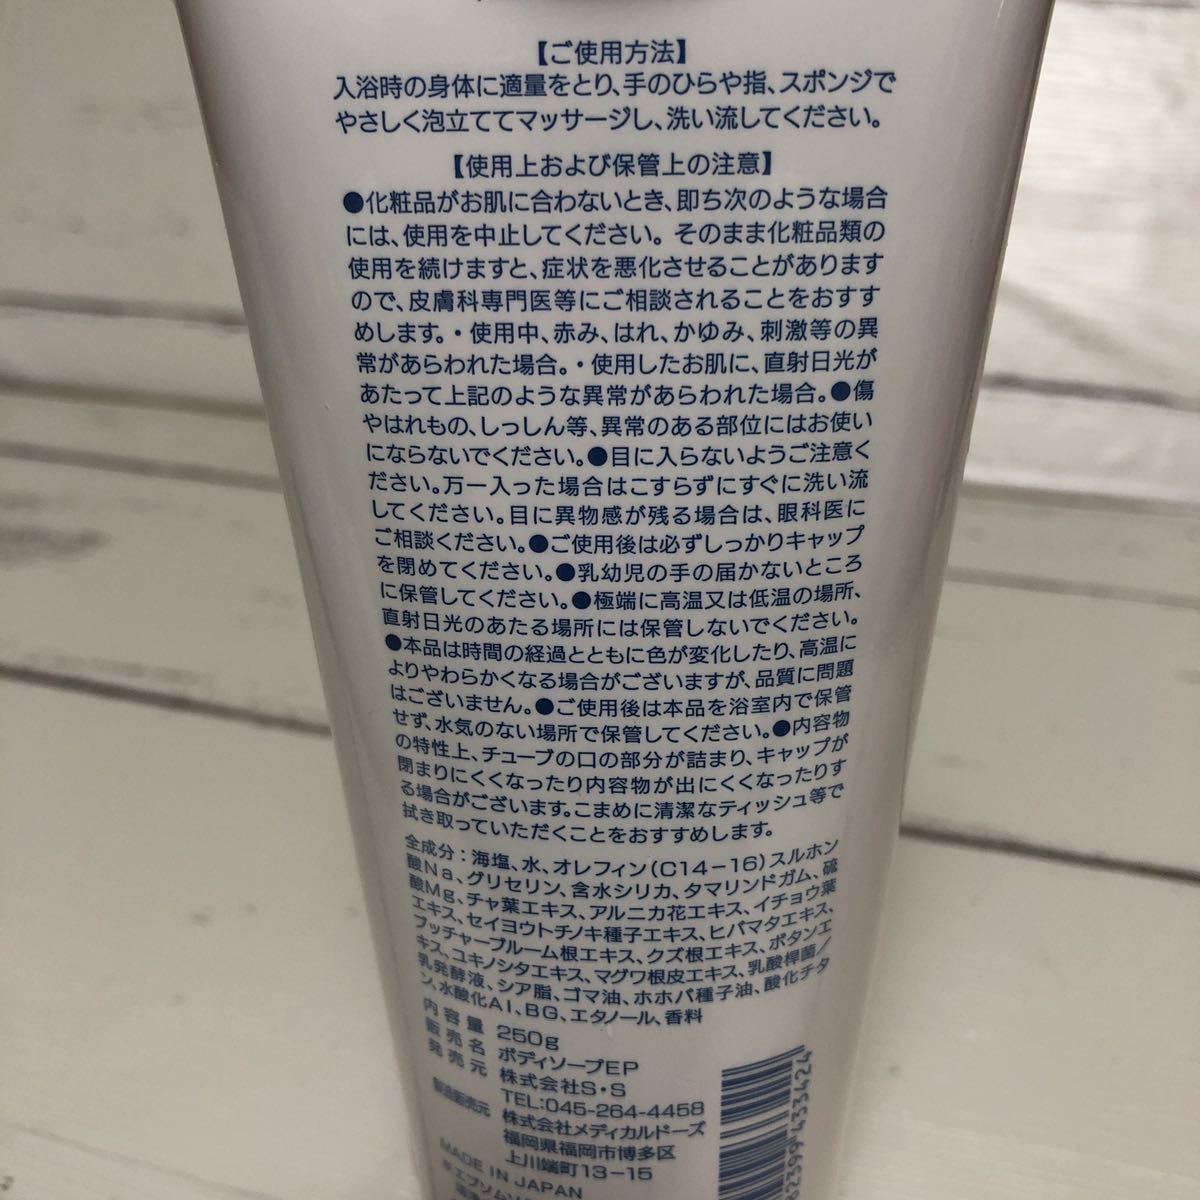 【ご使用方法】
入浴時の身体に適量をとり、手のひらや指、スポンジで
やさしく泡立ててマッサージし、洗い流してください。
【使用上および保管上の注意】
●化粧品がお肌に合わないとき、即ち次のような場合
には、使用を中止してください。そのまま化粧品類の
使用を続けますと、症状を悪化させることがあります
ので、皮膚科専門医等にご相談されることをおすす
めします。・使用中、赤み、はれ、かゆみ、刺激等の異
常があらわれた場合。・使用したお肌に、直射日光が
あたって上記のような異常があらわれた場合。●傷
やはれもの、しっしん等、異常のある部位にはお使い
にならないでください。●目に入らないようご注意く
ださい。万一入った場合はこすらずにすぐに洗い流
してください。目に異物感が残る場合は、眼科医に
ご相談ください。●ご使用後は必ずしっかりキャップ
を閉めてください。●乳幼児の手の届かないところ
に保管してください。●極端に高温又は低温の場所、
直射日光のあたる場所には保管しないでください。
●本品は時間の経過とともに色が変化したり、高温に
よりやわらかくなる場合がございますが、品質に問題
はございません。●ご使用後は本品を浴室内で保管
せず、水気のない場所で保管してください。●内容物
の特性上、チューブの口の部分が詰まり、キャップが
閉まりにくくなったり内容物が出にくくなったりす
る場合がございます。こまめに清潔なティッシュ等で
拭き取っていただくことをおすすめします。
全成分：海塩、水、オレフィン（C14-16）スルホン
酸Na、グリセリン、含水シリカ、タマリンドガム、硫
酸Mg、チャ葉エキス、アルニカ花エキス、イチョウ葉
エキス、セイヨウトチノキ種子エキス、ヒバマタエキス、
ブッチャーブルーム根エキス、クズ根エキス、ボタンエ
キス、ユキノシタエキス、マグワ根皮エキス、乳酸桿菌／
乳発酵液、シア脂、ゴマ油、ホホバ種子油、酸化チタ
ン、水酸化Al、BG、エタノール、香料
内容量 250g
販売名 ボディソープEP
発売元 株式会社S・S
TEL:045-264-4458
製造販売元 株式会社メディカルドーズ
福岡県福岡市博多区
上川端町13-15
MADE IN JAPAN